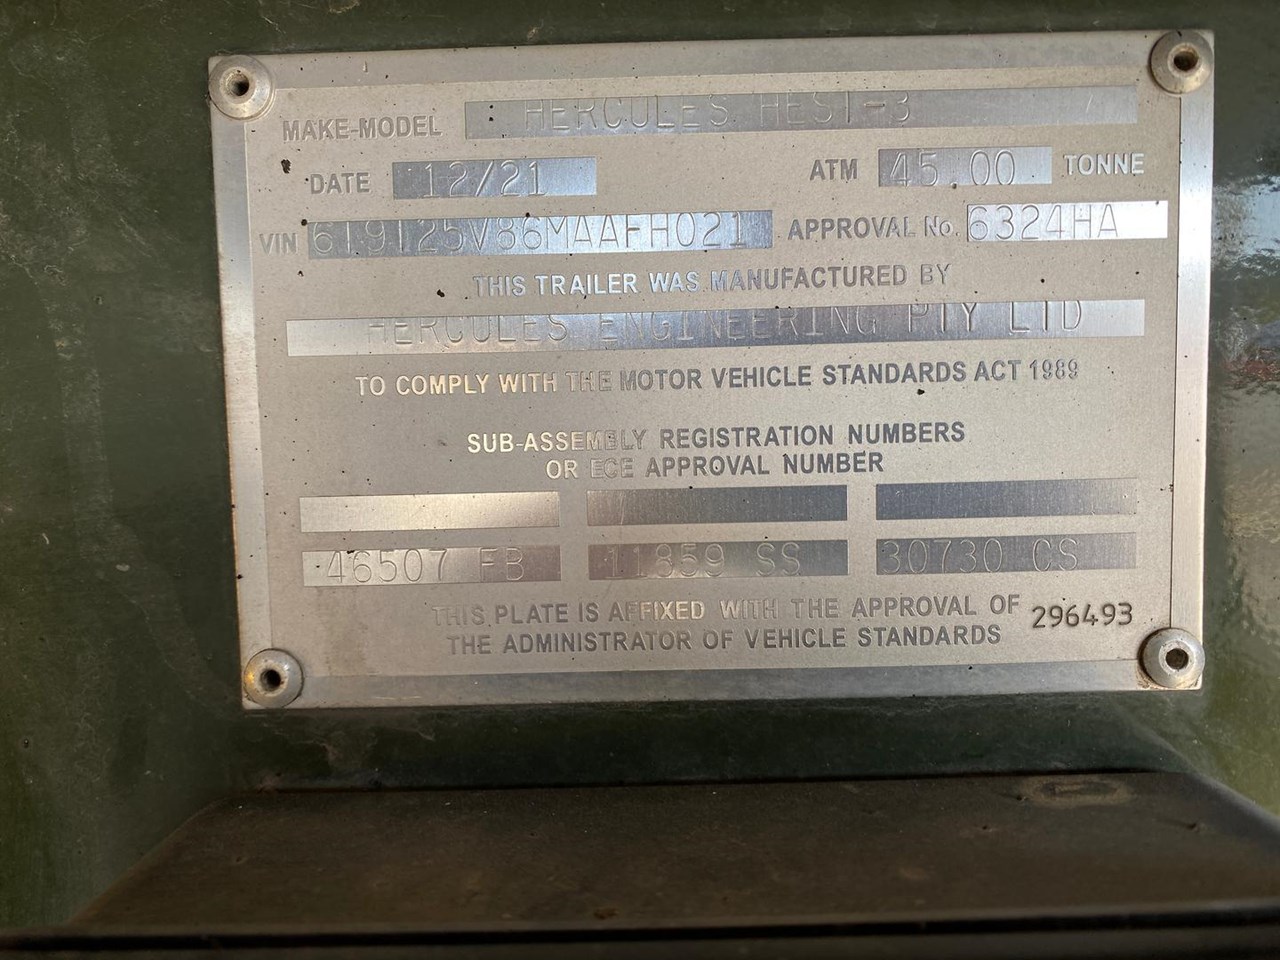 MAKE-MODEL HERCULES HEST-3
DATE 12/21 ATM 45.00 TONNE
VIN 6T9T25V86MAAFH021 APPROVAL No. 6324HA
THIS TRAILER WAS MANUFACTURED BY
HERCULES ENGINEERING PTY LTD
TO COMPLY WITH THE MOTOR VEHICLE STANDARDS ACT 1989
SUB-ASSEMBLY REGISTRATION NUMBERS
OR ECE APPROVAL NUMBER
46507 FB 11859 SS 30730 CS
THIS PLATE IS AFFIXED WITH THE APPROVAL OF 296493
THE ADMINISTRATOR OF VEHICLE STANDARDS